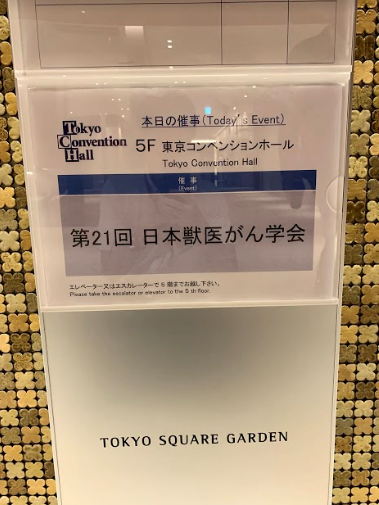 本日の催事(Today's Event)
Tokyo
Convention
Hall
5F 東京コンベンションホール
Tokyo Convention Hall
催 事
(Event)
第21回 日本獣医がん学会
エレベーター又はエスカレーターで5階までお越し下さい。
Please take the escalator or elevator to the 5 th floor.
TOKYO SQUARE GARDEN